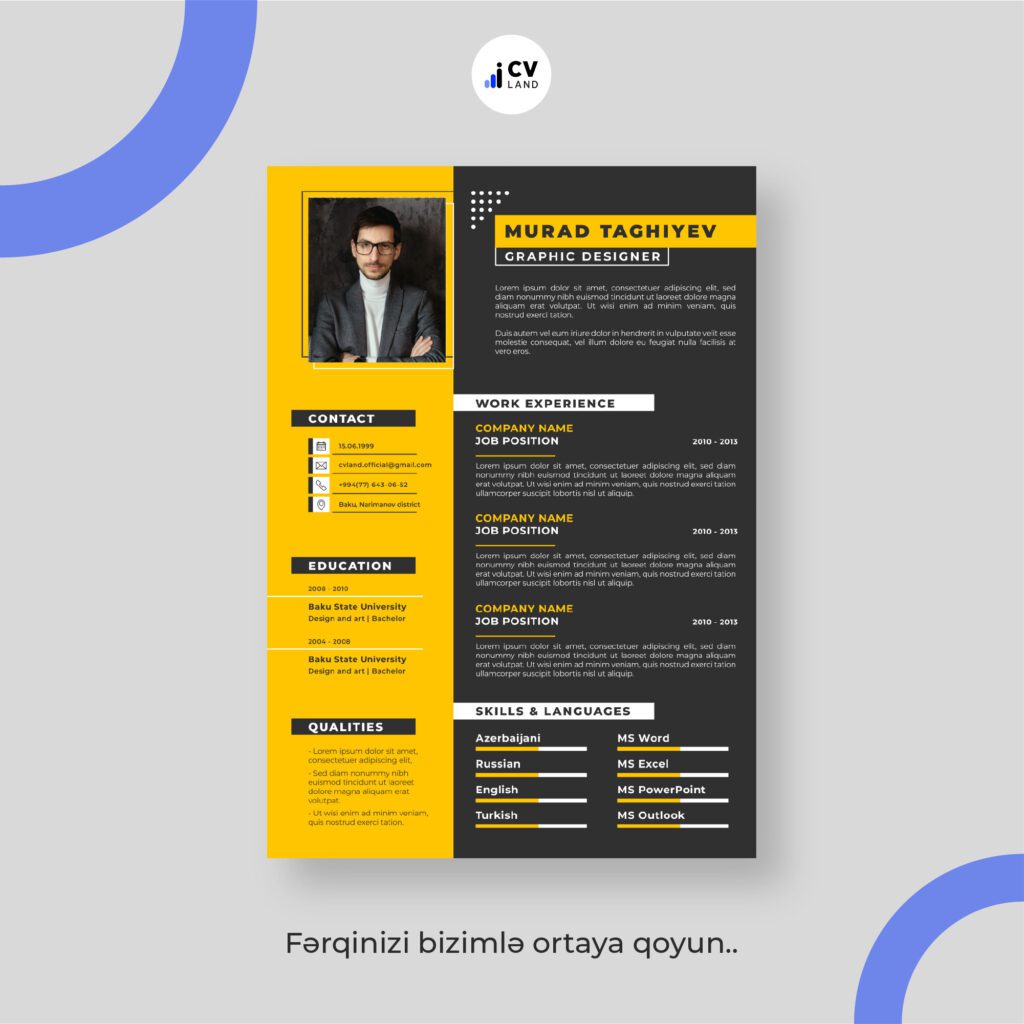 CV
LAND
MURAD TAGHIYEV
GRAPHIC DESIGNER
Lorem ipsum dolor sit amet, consectetuer adipiscing elit, sed
diam nonummy nibh euismod tincidunt ut laoreet dolore magna
aliquam erat volutpat. Ut wisi enim ad minim veniam, quis
nostrud exerci tation.
Duis autem vel eum iriure dolor in hendrerit in vulputate velit esse
molestie consequat, vel illum dolore eu feugiat nulla facilisis at
vero eros.
CONTACT
15.06.1999
cvland.official@gmail.com
+994(77) 643-06-52
Baku, Narimanov district
EDUCATION
2008 - 2010
Baku State University
Design and art | Bachelor
2004 - 2008
Baku State University
Design and art | Bachelor
QUALITIES
- Lorem ipsum dolor sit amet,
consectetuer adipiscing elit,
- Sed diam nonummy nibh
euismod tincidunt ut laoreet
dolore magna aliquam erat
volutpat.
- Ut wisi enim ad minim veniam,
quis nostrud exerci tation.
WORK EXPERIENCE
COMPANY NAME
JOB POSITION 2010 - 2013
Lorem ipsum dolor sit amet, consectetuer adipiscing elit, sed
diam nonummy nibh euismod tincidunt ut laoreet dolore magna
aliquam erat volutpat. Ut wisi enim ad minim veniam, quis nostrud exerci tation
ullamcorper suscipit lobortis nisl ut aliquip.
COMPANY NAME
JOB POSITION 2010 - 2013
Lorem ipsum dolor sit amet, consectetuer adipiscing elit, sed diam
nonummy nibh euismod tincidunt ut laoreet dolore magna aliquam
erat volutpat. Ut wisi enim ad minim veniam, quis nostrud exerci tation
ullamcorper suscipit lobortis nisl ut aliquip.
COMPANY NAME
JOB POSITION 2010 - 2013
Lorem ipsum dolor sit amet, consectetuer adipiscing elit, sed diam
nonummy nibh euismod tincidunt ut laoreet dolore magna aliquam
erat volutpat. Ut wisi enim ad minim veniam, quis nostrud exerci tation
ullamcorper suscipit lobortis nisl ut aliquip.
SKILLS & LANGUAGES
Azerbaijani MS Word
Russian MS Excel
English MS PowerPoint
Turkish MS Outlook
Fərqinizi bizimlə ortaya qoyun..